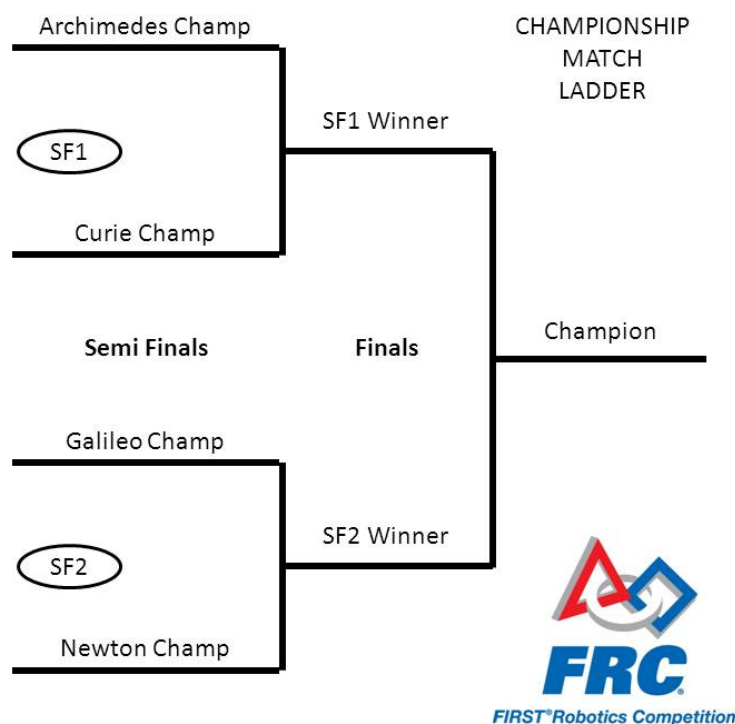 Archimedes Champ
CHAMPIONSHIP
MATCH
LADDER
SF1 Winner
SF1
Curie Champ
Champion
Semi Finals
Finals
Galileo Champ
SF2 Winner
SF2
Newton Champ
FRC
FIRST® Robotics Competition